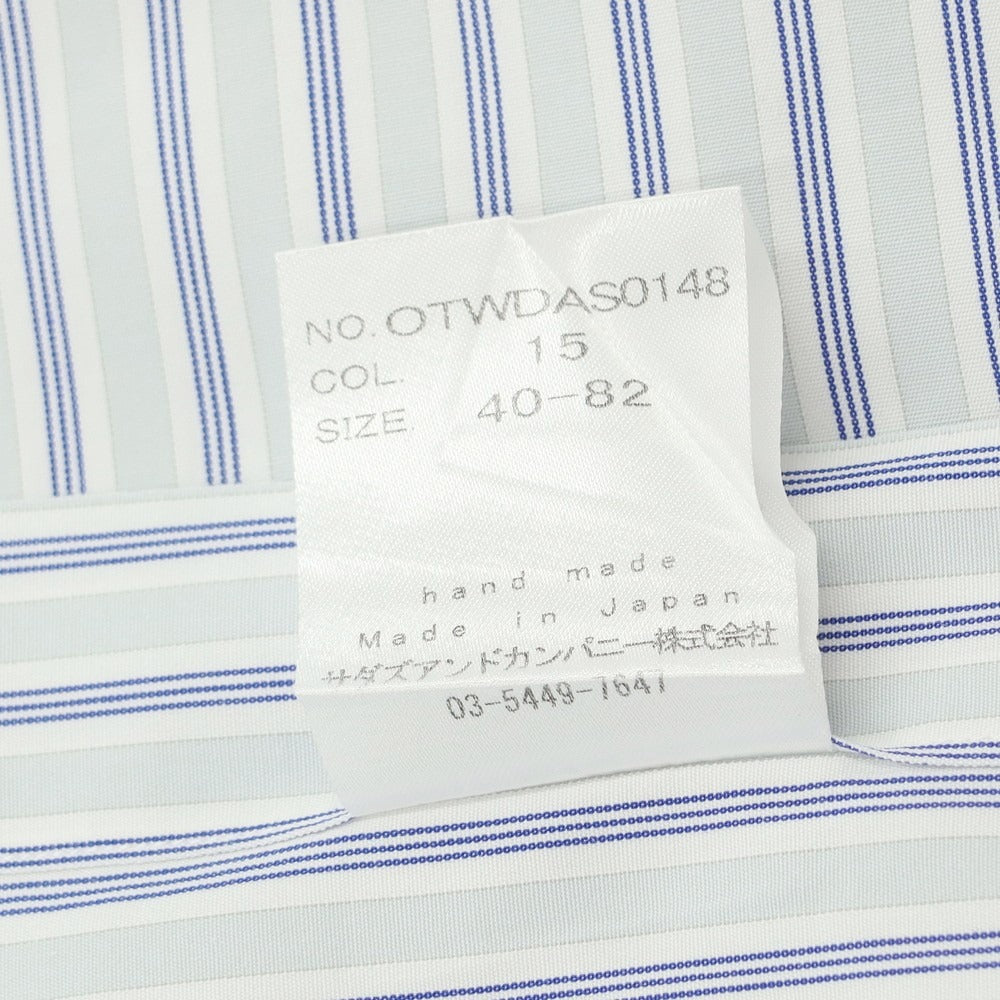 NO. OTWDAS0148
COL. 15
SIZE. 40-82
hand made
Made in Japan
サダズアンドカンパニー株式会社
03-5449-7647